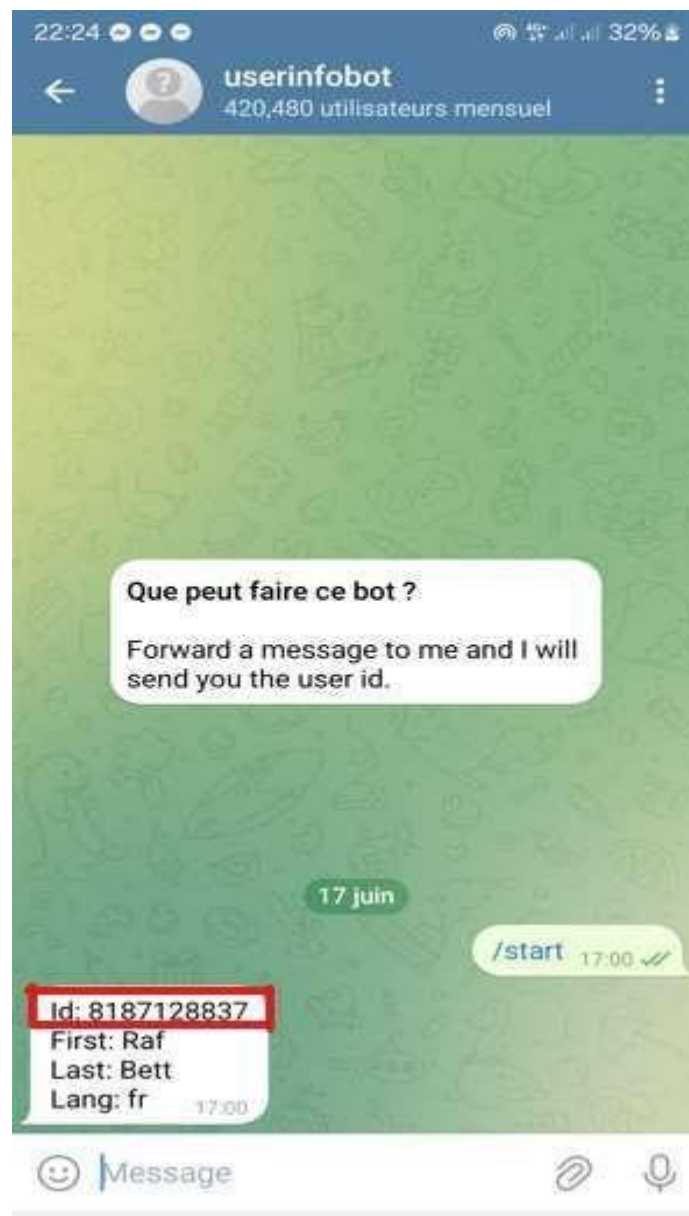 22:24
32%
userinfobot
420,480 utilisateurs mensuel
Que peut faire ce bot ?
Forward a message to me and I will
send you the user id.
17 juin
/start 17:00
Id: 8187128837
First: Raf
Last: Bett
Lang: fr 17:00
Message